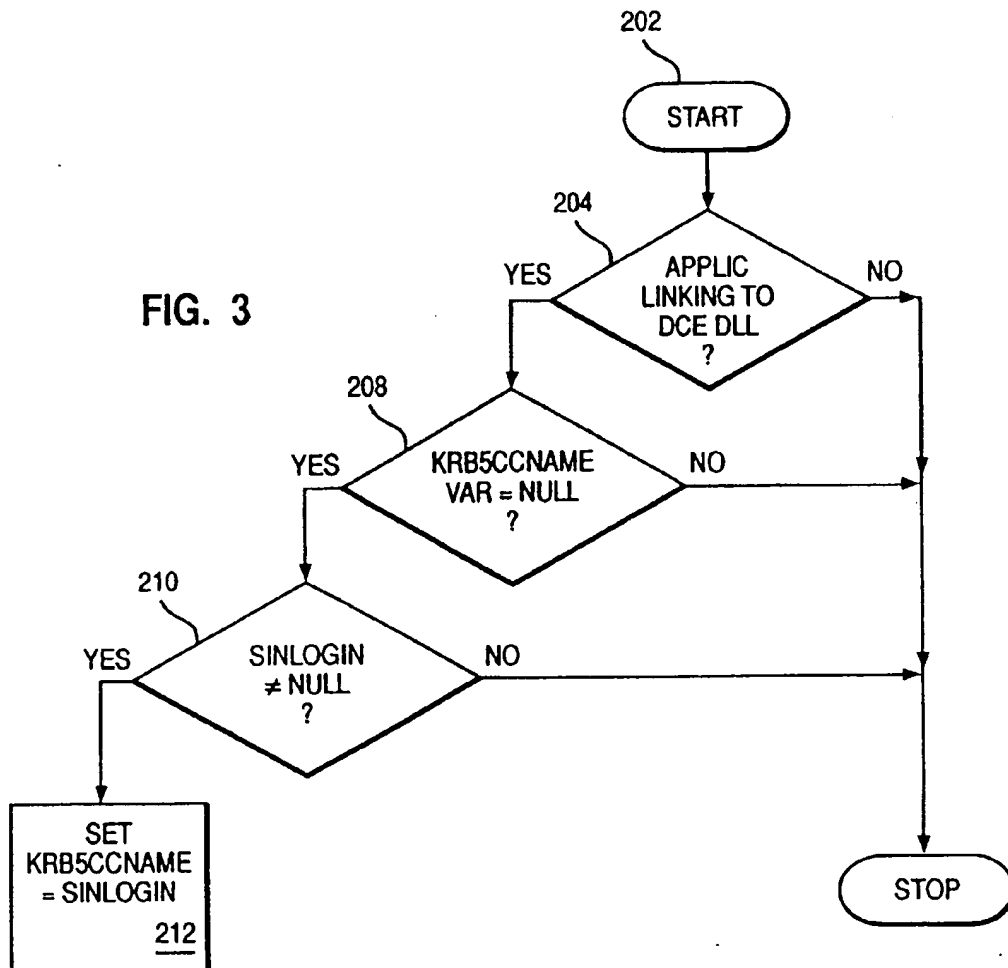 202
START
204
YES
APPLIC
LINKING TO
DCE DLL
?
NO
FIG. 3
208
YES
KRB5CCNAME
VAR = NULL
?
NO
210
YES
SINLOGIN
≠ NULL
?
NO
SET
KRB5CCNAME
= SINLOGIN
212
STOP